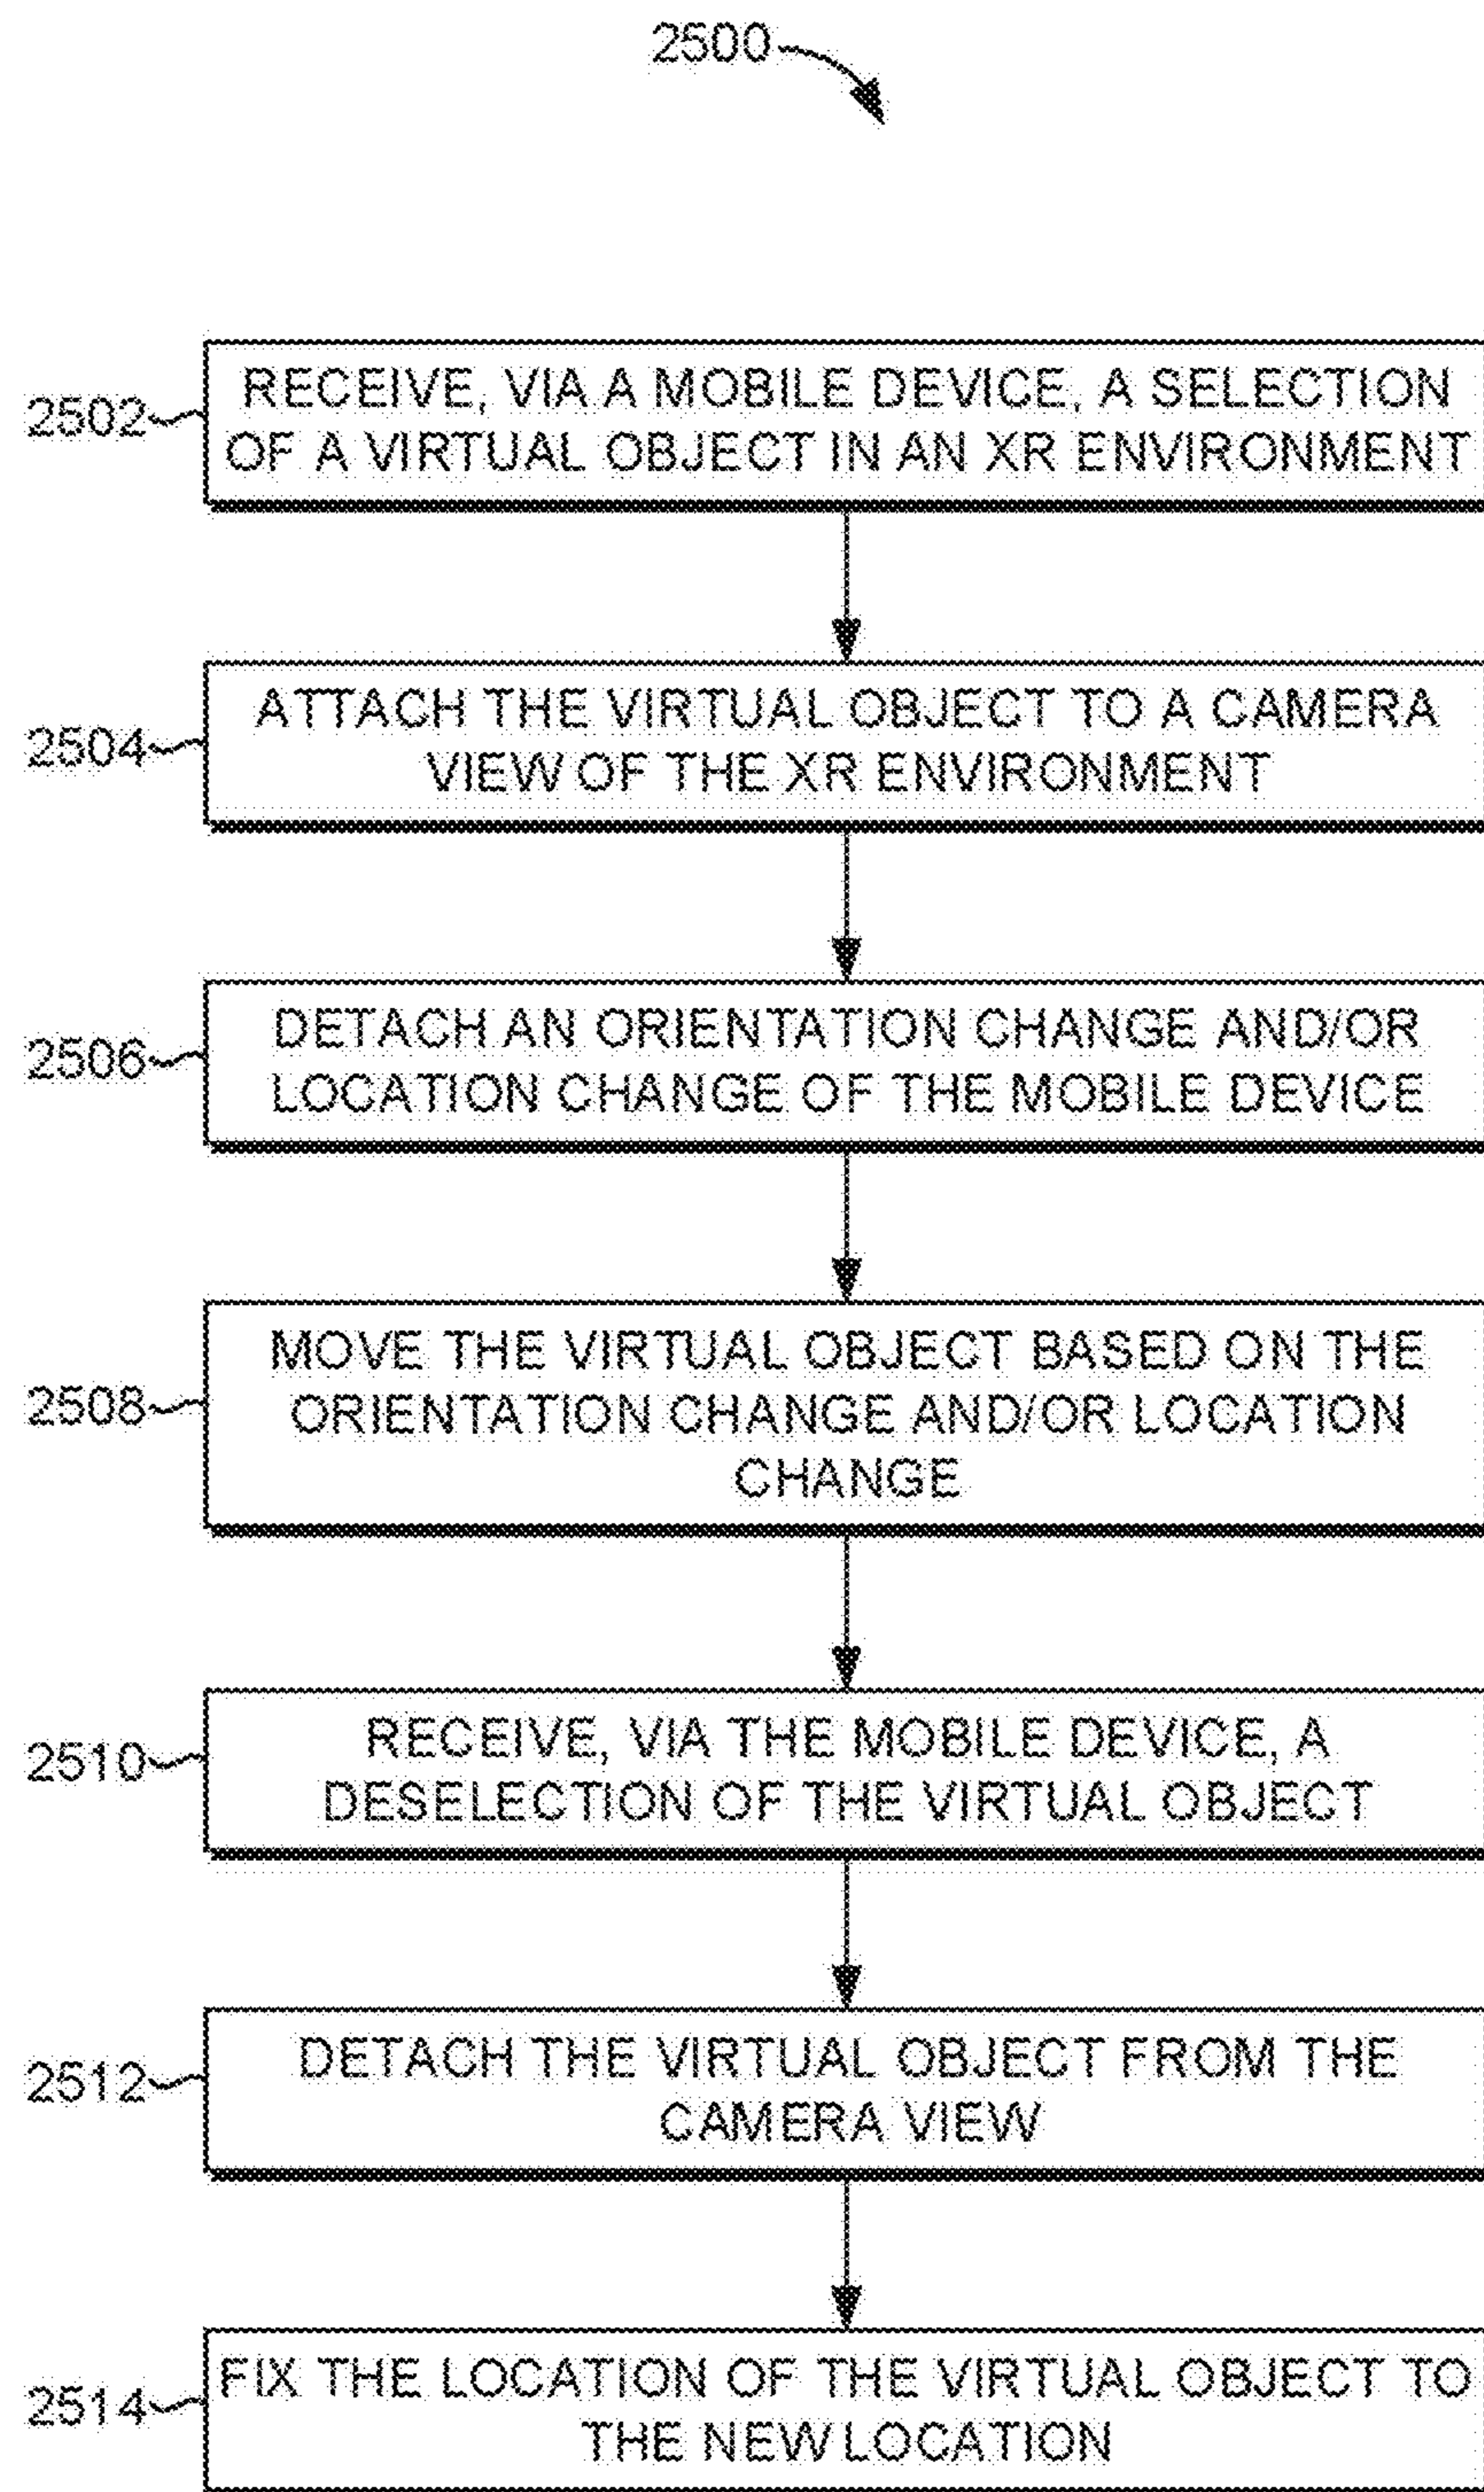 2500
2502
RECEIVE, VIA A MOBILE DEVICE, A SELECTION
OF A VIRTUAL OBJECT IN AN XR ENVIRONMENT
2504
ATTACH THE VIRTUAL OBJECT TO A CAMERA
VIEW OF THE XR ENVIRONMENT
2506
DETACH AN ORIENTATION CHANGE AND/OR
LOCATION CHANGE OF THE MOBILE DEVICE
2508
MOVE THE VIRTUAL OBJECT BASED ON THE
ORIENTATION CHANGE AND/OR LOCATION
CHANGE
2510
RECEIVE, VIA THE MOBILE DEVICE, A
DESELECTION OF THE VIRTUAL OBJECT
2512
DETACH THE VIRTUAL OBJECT FROM THE
CAMERA VIEW
2514
FIX THE LOCATION OF THE VIRTUAL OBJECT TO
THE NEW LOCATION